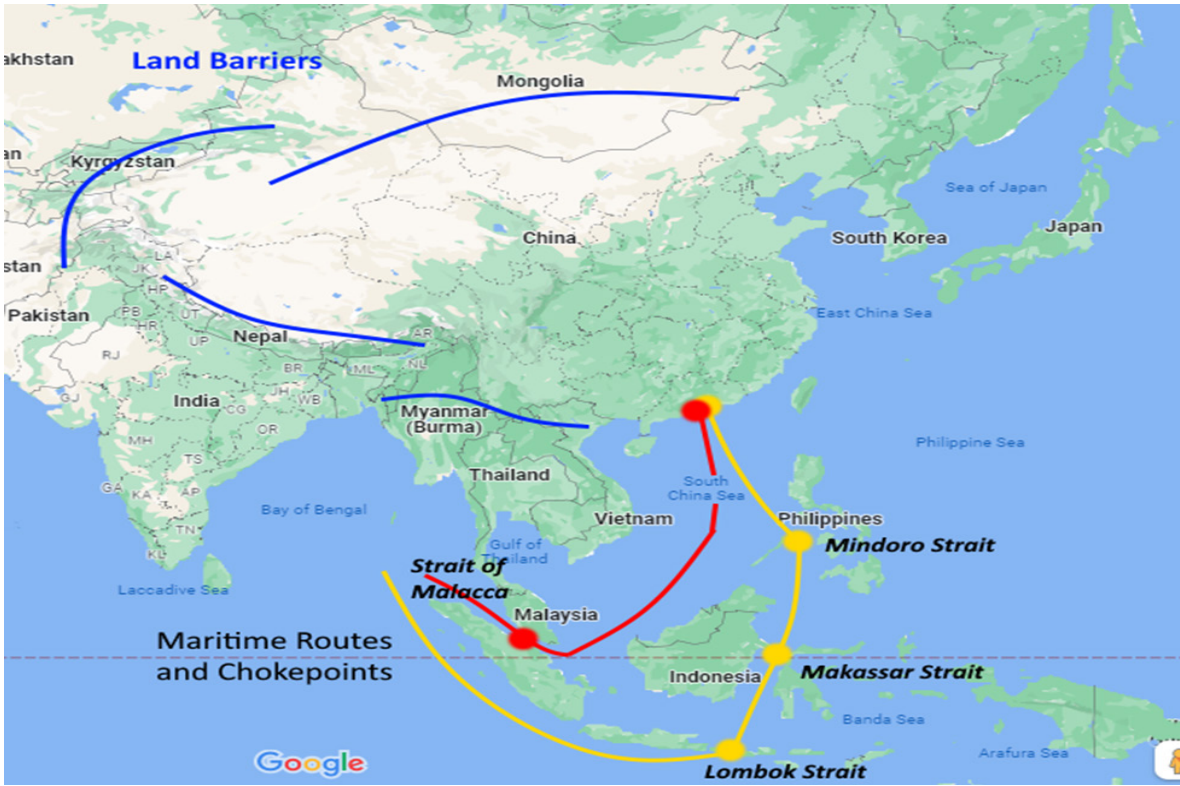 akhstan
Land Barriers
Mongolia
an
Kyrgyzstan
Sea of Japan
Japan
South Korea
China
stan
LA
JK
HP
Pakistan
PB
HR
UT
UP
Nepal
AR
East China Sea
RJ
BR
ML
NL
GJ
India
CG
JH
WB
Myanmar
(Burma)
OR
MH
TS
Philippine Sea
Thailand
GA
KA
AP
South
China Sea
Bay of Bengal
TN
Vietnam
Philippines
KL
Gulf of
Thailand
Mindoro Strait
Strait of
Malacca
Laccadive Sea
Malaysia
Maritime Routes
and Chokepoints
Indonesia
Makassar Strait
Banda Sea
Arafura Sea
Google
Lombok Strait